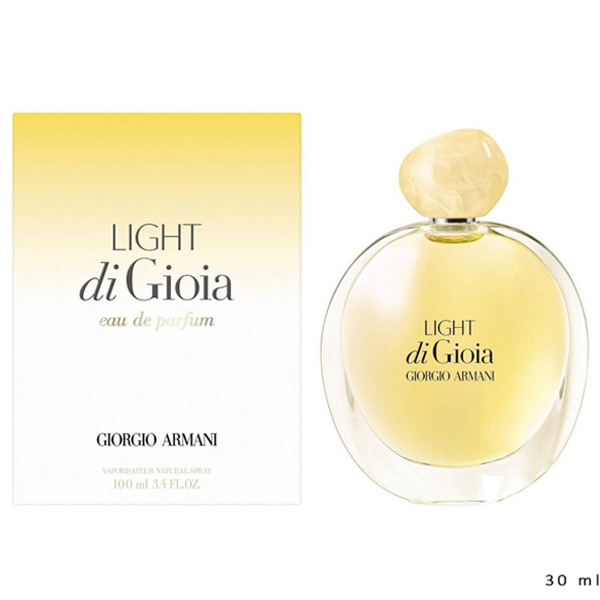 LIGHT
di Gioia
eau de parfum
GIORGIO ARMANI
VAPORISATEUR NATURAL SPRAY
100 ml 3.4 FL.OZ.
LIGHT
di Gioia
GIORGIO ARMANI
30 ml